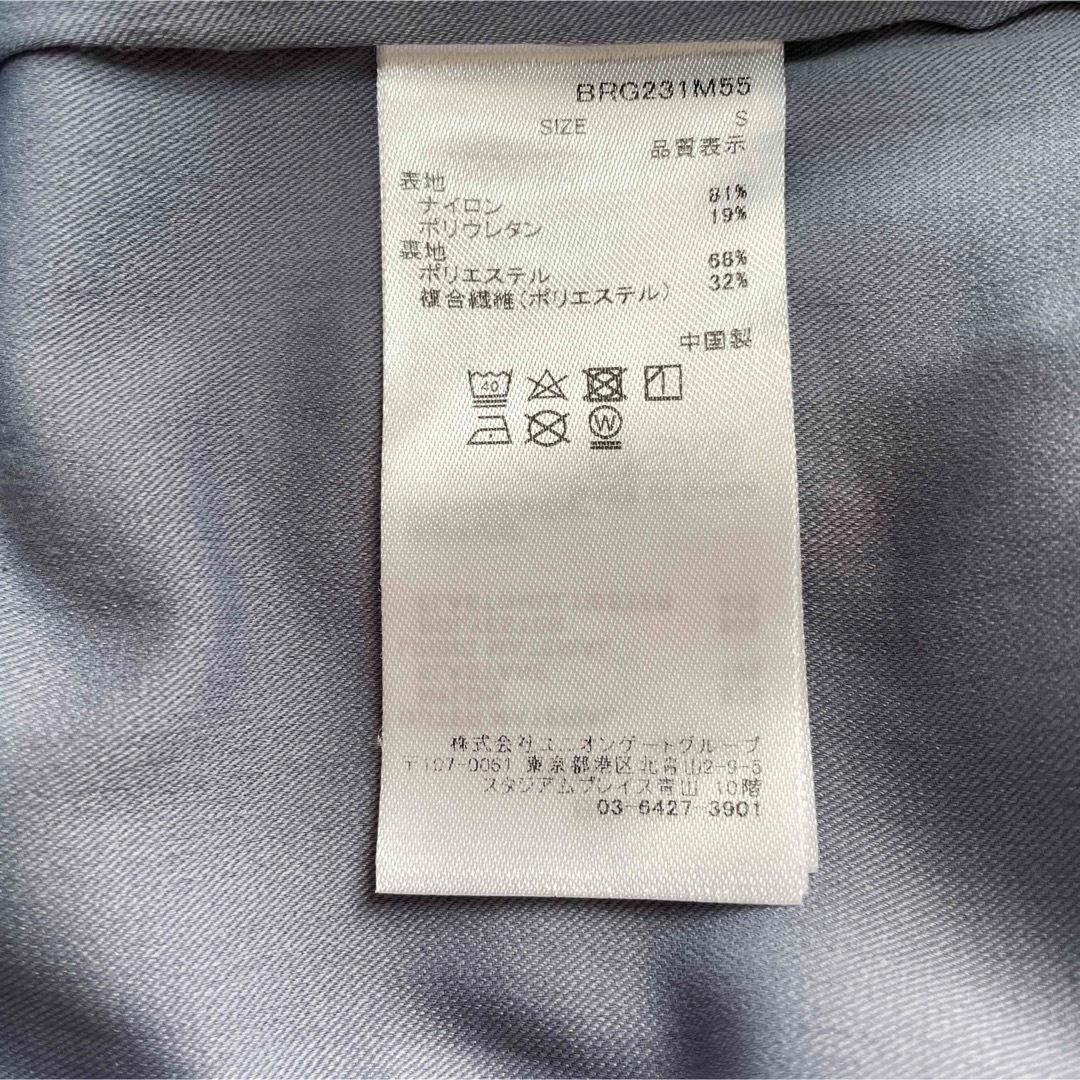 BRG231M55
SIZE S
品質表示
表地
ナイロン 81%
ポリウレタン 19%
裏地
ポリエステル 68%
複合繊維(ポリエステル) 32%
中国製
40
W
株式会社ユニオンゲートグループ
〒107-0061 東京都港区北青山2-9-5
スタジアムプレイス青山 10階
03-6427-3901